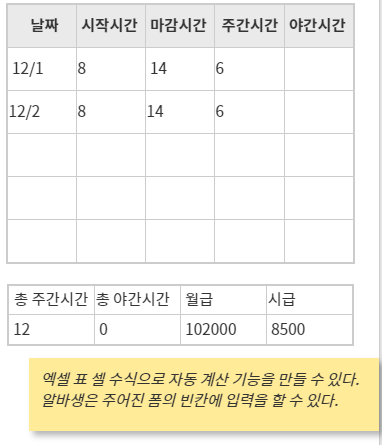 날짜 시작시간 마감시간 주간시간 야간시간
12/1 8 14 6
12/2 8 14 6
총 주간시간 총 야간시간 월급 시급
12 0 102000 8500
엑셀 표 셀 수식으로 자동 계산 기능을 만들 수 있다.
알바생은 주어진 폼의 빈칸에 입력을 할 수 있다.